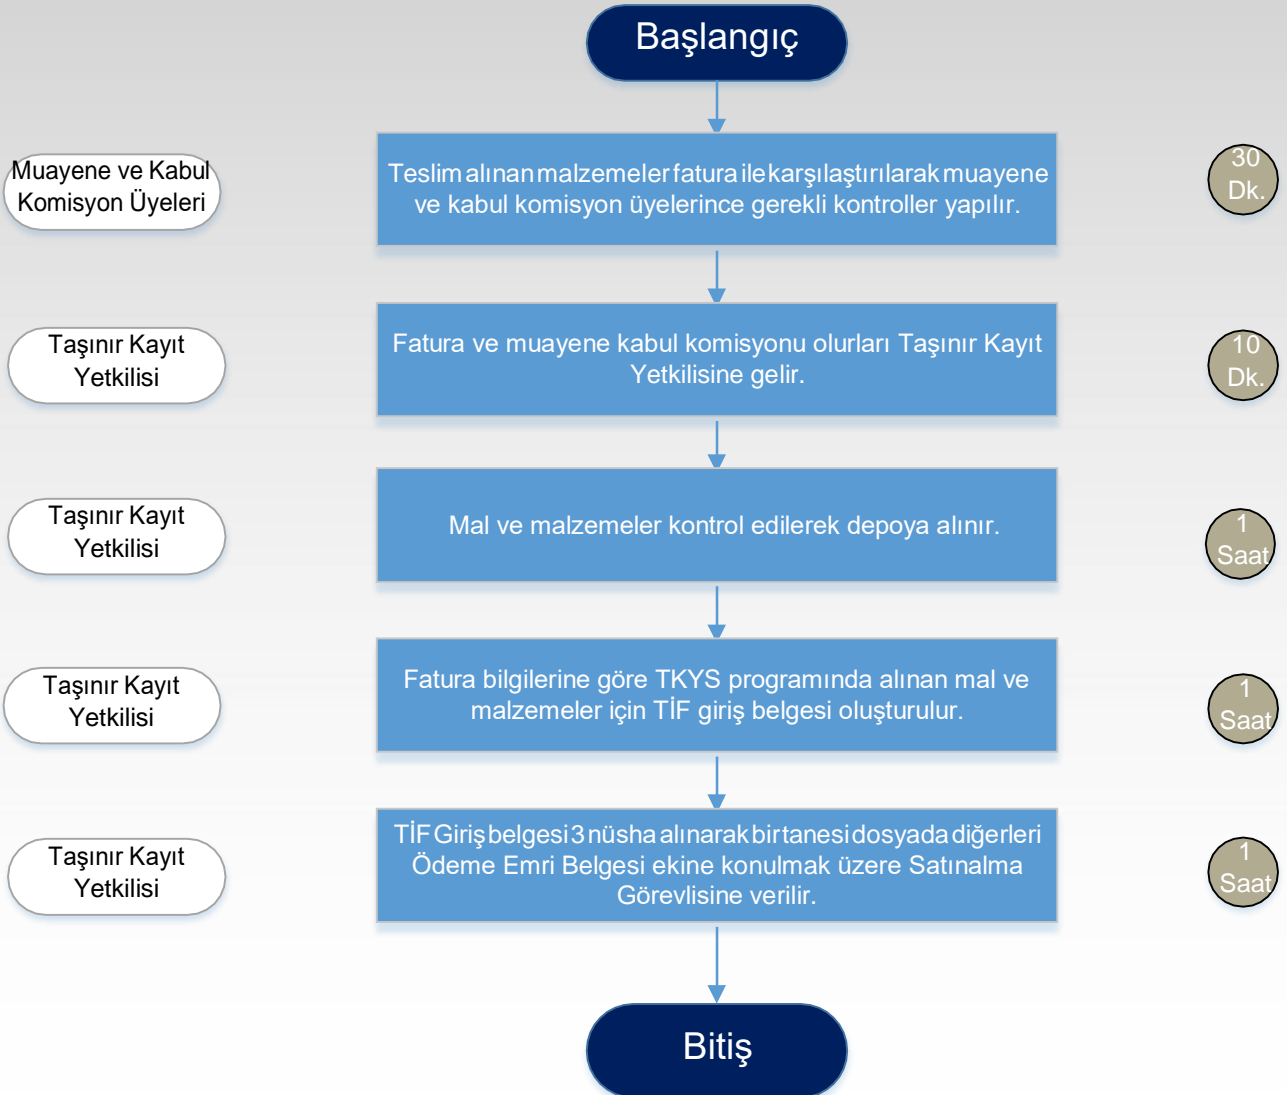 Başlangıç
Muayene ve Kabul
Komisyon Üyeleri
Teslim alınan malzemeler fatura ile karşılaştırılarak muayene
ve kabul komisyon üyelerince gerekli kontroller yapılır.
30
Dk.
Taşınır Kayıt
Yetkilisi
Fatura ve muayene kabul komisyonu olurları Taşınır Kayıt
Yetkilisine gelir.
10
Dk.
Taşınır Kayıt
Yetkilisi
Mal ve malzemeler kontrol edilerek depoya alınır.
1
Saat
Taşınır Kayıt
Yetkilisi
Fatura bilgilerine göre TKYS programında alınan mal ve
malzemeler için TİF giriş belgesi oluşturulur.
1
Saat
Taşınır Kayıt
Yetkilisi
TİF Giriş belgesi 3 nüsha alınarak bir tanesi dosyada diğerleri
Ödeme Emri Belgesi ekine konulmak üzere Satınalma
Görevlisine verilir.
1
Saat
Bitiş